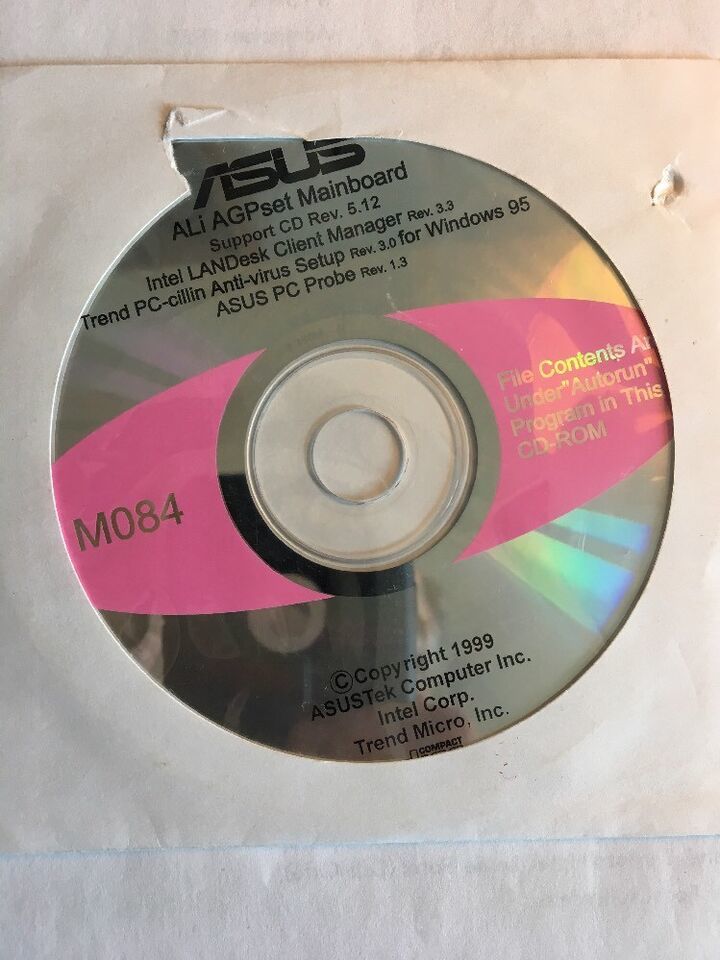 ASUS
ALi AGPset Mainboard
Support CD Rev. 5.12
Intel LANDesk Client Manager Rev. 3.3
Trend PC-cillin Anti-virus Setup Rev. 3.0 for Windows 95
ASUS PC Probe Rev. 1.3
File Contents
Under"Autorun"
Program in This
CD-ROM
M084
©Copyright 1999
ASUSTek Computer Inc.
Intel Corp.
Trend Micro, Inc.
COMPACT